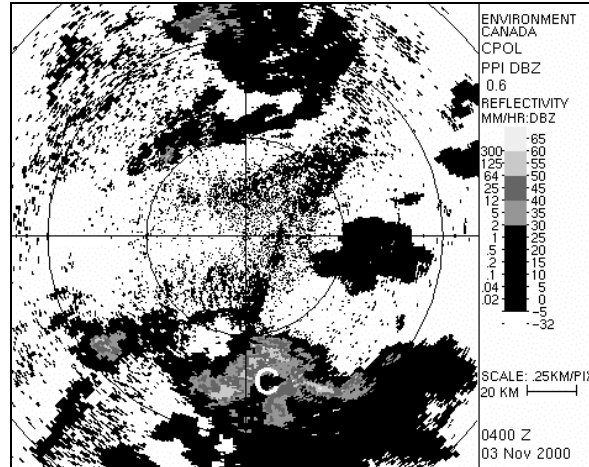 ENVIRONMENT
CANADA
CPOL
PPI DBZ
0.6
REFLECTIVITY
MM/HR:DBZ
65
300 60
125 55
64 50
25 45
12 40
5 35
2 30
1 25
.5 20
.2 15
.1 10
.04 5
.02 0
-5
-32
SCALE: .25KM/PIX
20 KM
0400 Z
03 Nov 2000
C